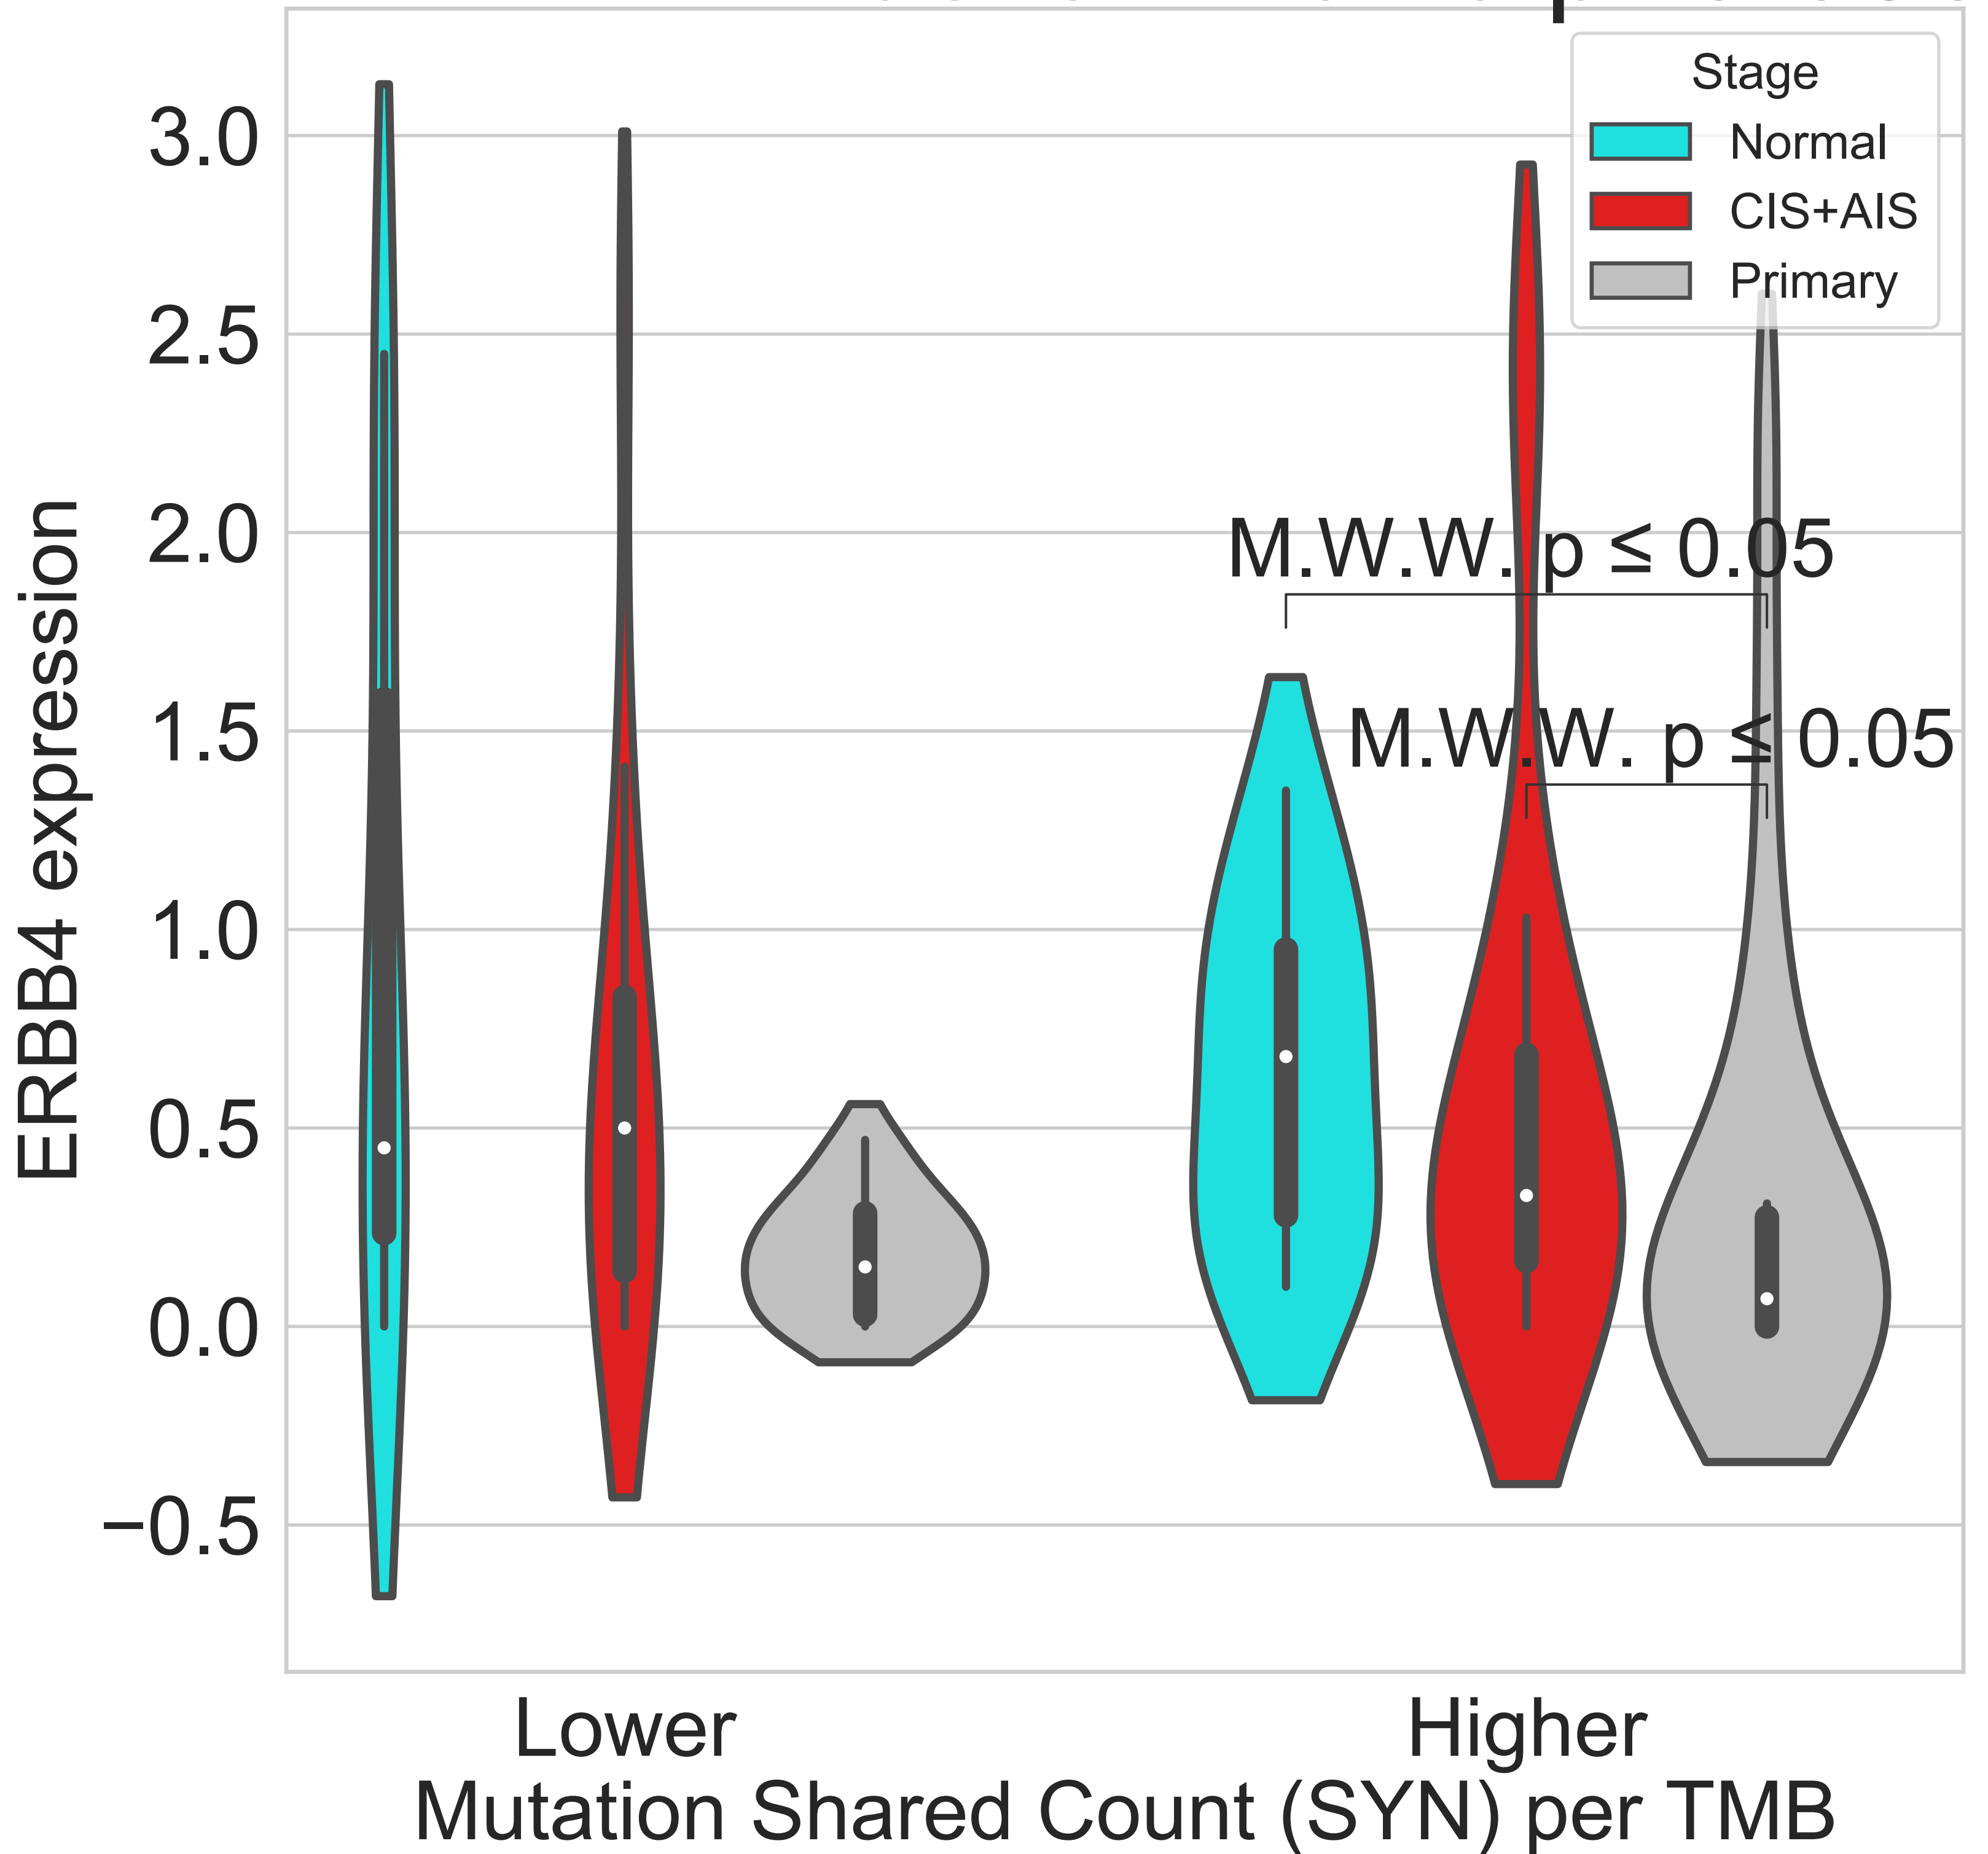 Stage
Normal
CIS+AIS
Primary
3.0
2.5
2.0
1.5
1.0
0.5
0.0
−0.5
ERBB4 expression
M.W.W. p ≤ 0.05
M.W.W. p ≤ 0.05
Lower
Higher
Mutation Shared Count (SYN) per TMB